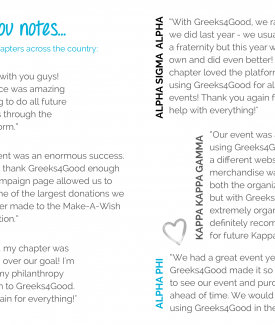 ou notes...
apters across the country:
with you guys!
ce was amazing
ng to do all future
s through the
orm."
ent was an enormous success.
thank Greeks4Good enough
mpaign page allowed us to
ne of the largest donations we
er made to the Make-A-Wish
tion."
my chapter was
over our goal! I'm
my philanthropy
n to Greeks4Good.
ain for everything!"
ALPHA SIGMA ALPHA
"With Greeks4Good, we ra
we did last year - we usua
a fraternity but this year w
own and did even better!
chapter loved the platform
using Greeks4Good for al
events! Thank you again f
help with everything!"
KAPPA KAPPA GAMMA
"Our event was
using Greeks4Go
a different webs
merchandise wa
both the organiz
but with Greeks
extremely organ
definitely recom
for future Kappa
ALPHA PHI
"We had a great event ye
Greeks4Good made it so
to see our event and purc
ahead of time. We would
using Greeks4Good in the